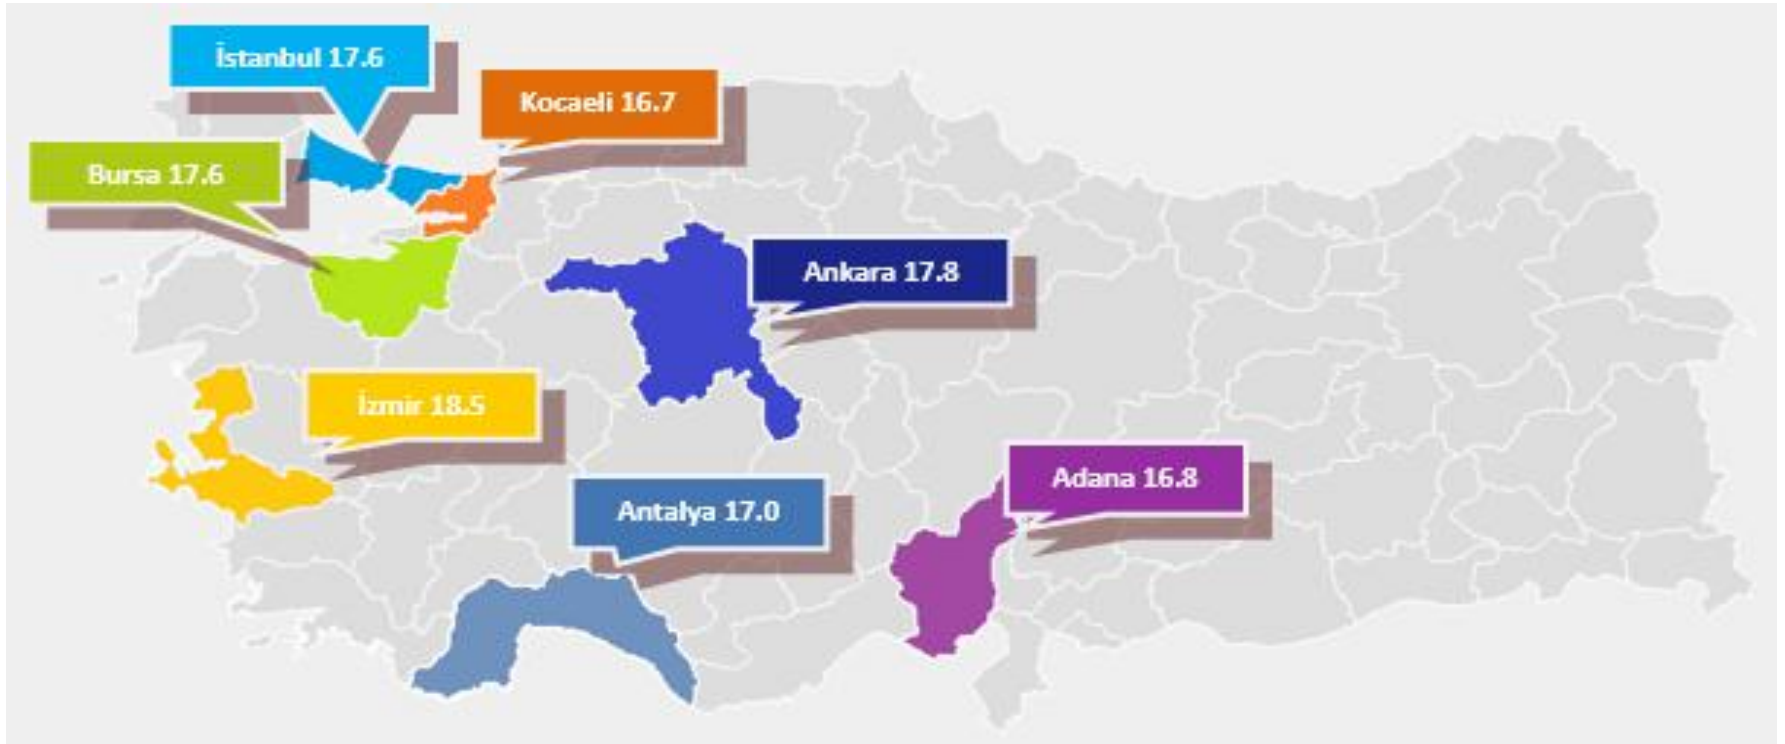 İstanbul 17.6
Kocaeli 16.7
Bursa 17.6
Ankara 17.8
İzmir 18.5
Adana 16.8
Antalya 17.0